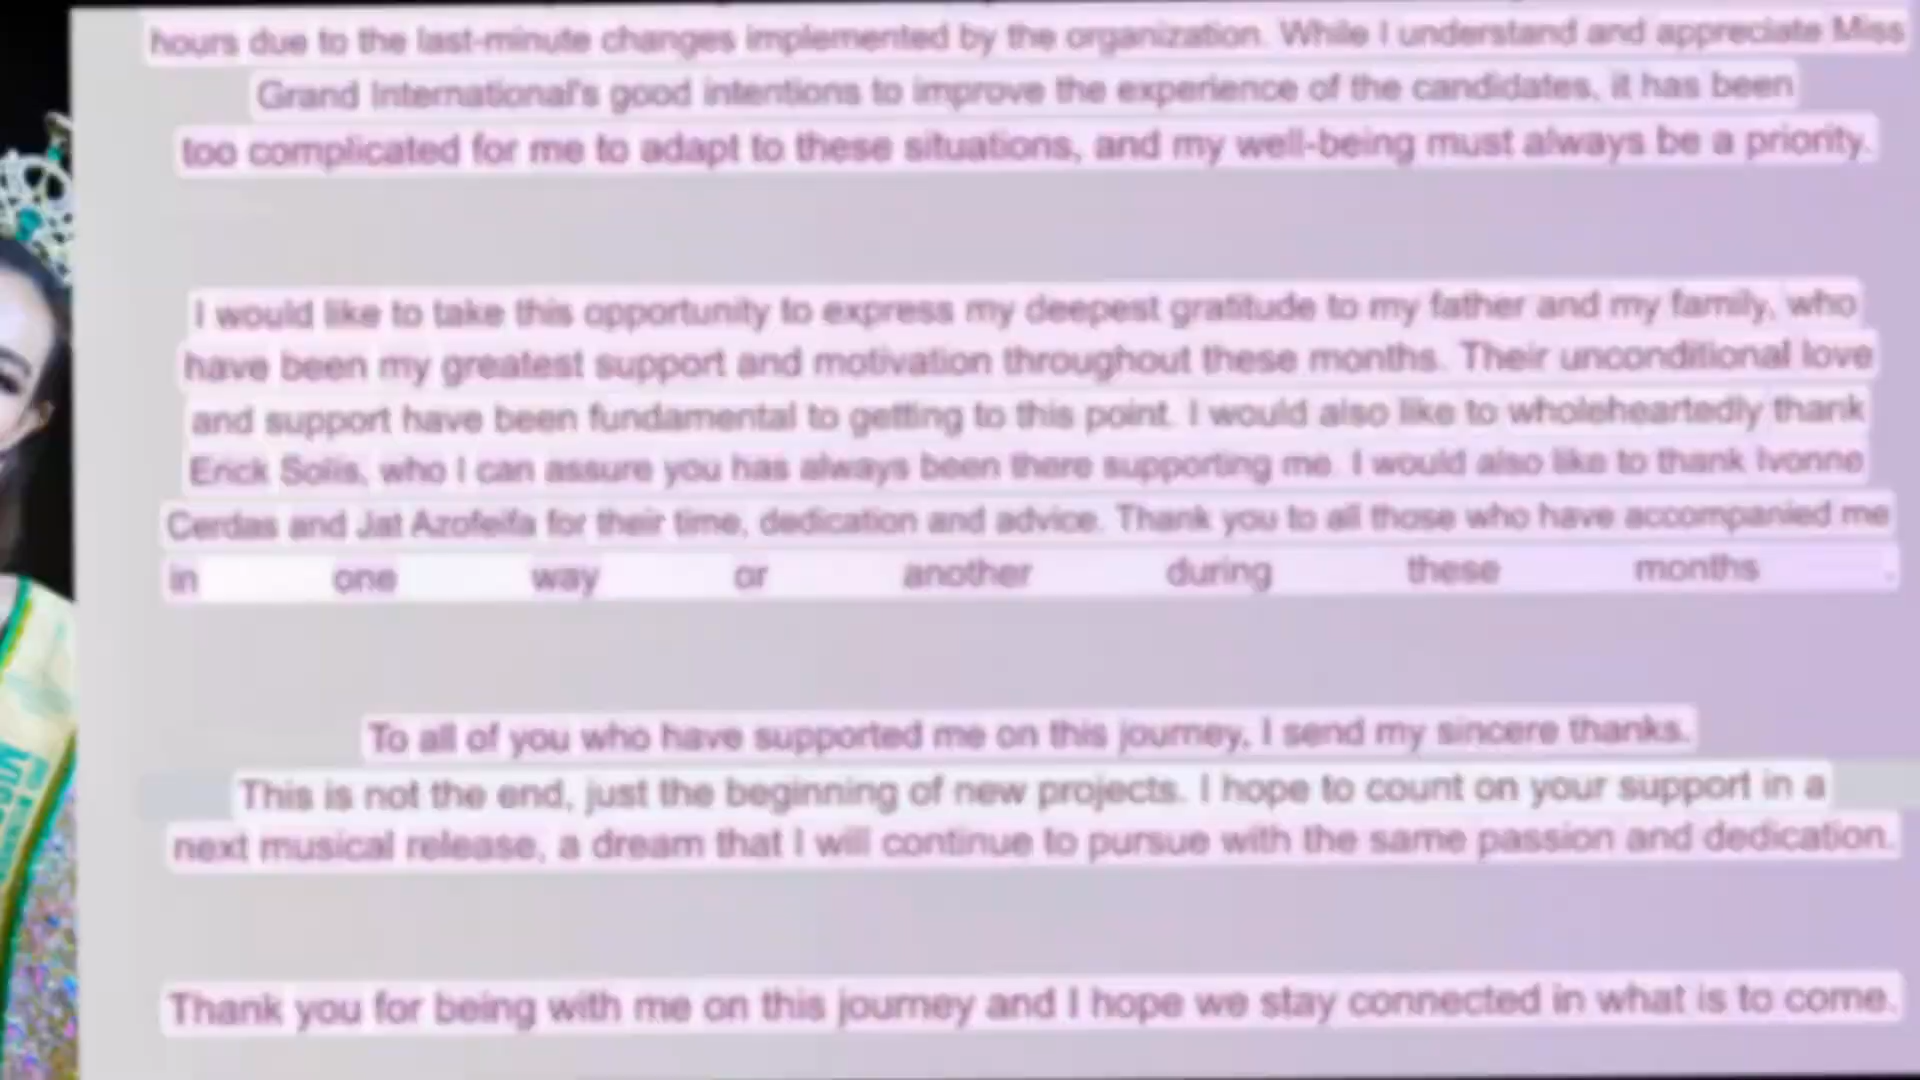 hours due to the last-minute changes implemented by the organization. While I understand and appreciate Miss
Grand International's good intentions to improve the experience of the candidates, it has been
too complicated for me to adapt to these situations, and my well-being must always be a priority.
I would like to take this opportunity to express my deepest gratitude to my father and my family, who
have been my greatest support and motivation throughout these months. Their unconditional love
and support have been fundamental to getting to this point. I would also like to wholeheartedly thank
Erick Solis, who I can assure you has always been there supporting me. I would also like to thank Ivonne
Cerdas and Jat Azofeifa for their time, dedication and advice. Thank you to all those who have accompanied me
in one way or another during these months .
To all of you who have supported me on this journey, I send my sincere thanks.
This is not the end, just the beginning of new projects. I hope to count on your support in a
next musical release, a dream that I will continue to pursue with the same passion and dedication.
Thank you for being with me on this journey and I hope we stay connected in what is to come.